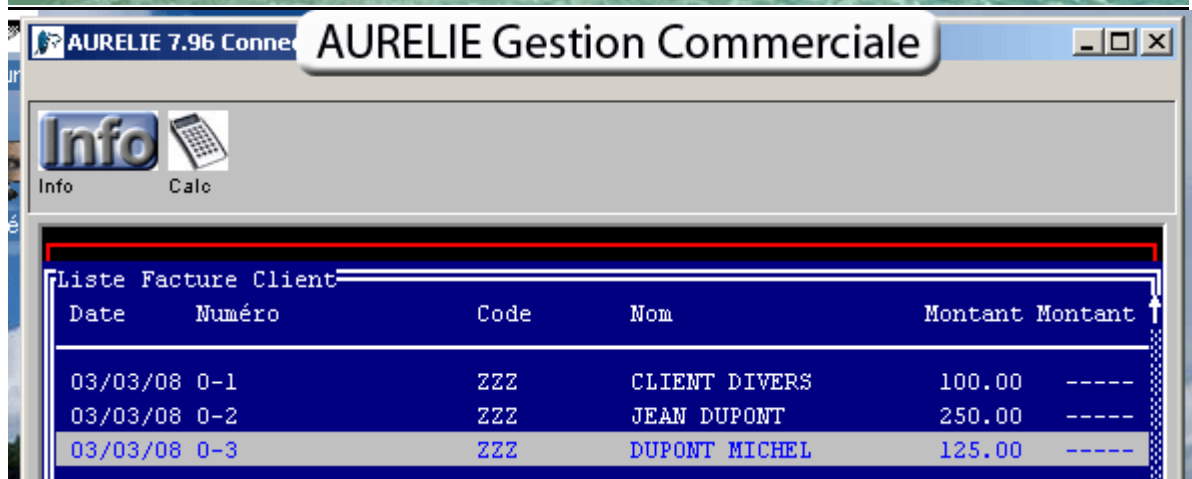 AURELIE 7.96 Conne
AURELIE Gestion Commerciale
Info
Info Calc
Liste Facture Client
Date Numéro Code Nom Montant Montant
03/03/08 0-1 ZZZ CLIENT DIVERS 100.00 -----
03/03/08 0-2 ZZZ JEAN DUPONT 250.00 -----
03/03/08 0-3 ZZZ DUPONT MICHEL 125.00 -----